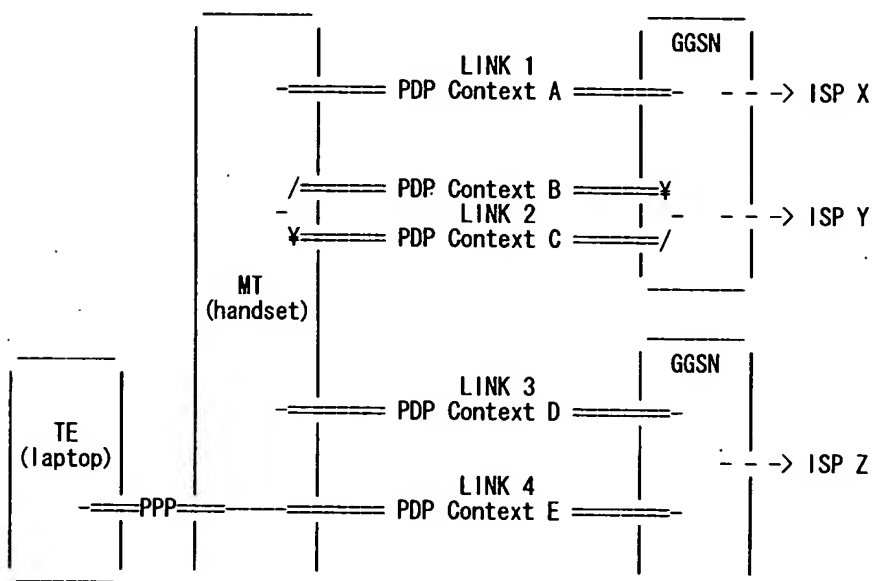 GGSN
LINK 1
PDP Context A
- - -> ISP X
PDP Context B
LINK 2
- - -> ISP Y
PDP Context C
MT
(handset)
GGSN
LINK 3
PDP Context D
TE
(laptop)
- - -> ISP Z
LINK 4
PPP
PDP Context E